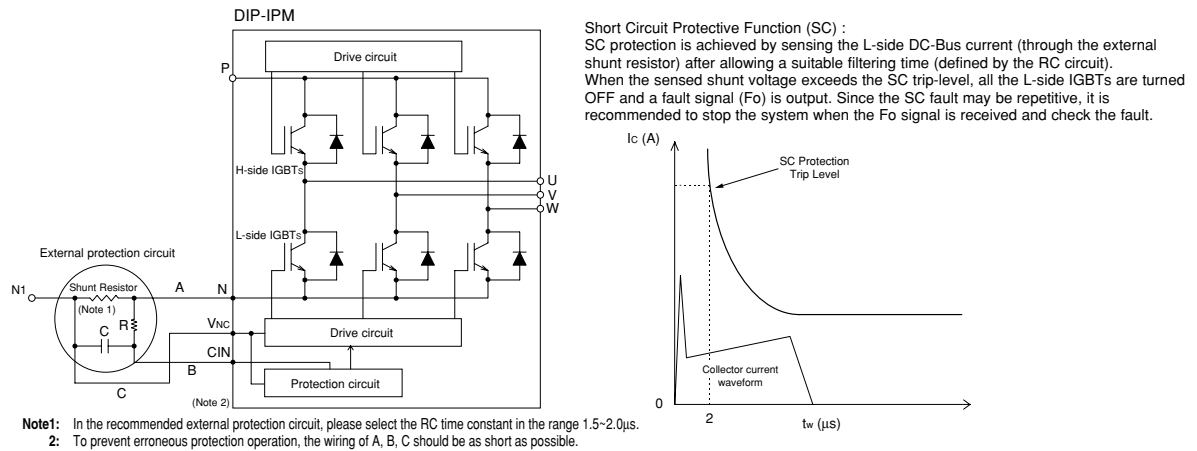 DIP-IPM
Drive circuit
P
H-side IGBTs
U
V
W
L-side IGBTs
External protection circuit
N1
Shunt Resistor
A
N
(Note 1)
R
C
VNC
Drive circuit
CIN
B
C
Protection circuit
(Note 2)
Short Circuit Protective Function (SC) :
SC protection is achieved by sensing the L-side DC-Bus current (through the external
shunt resistor) after allowing a suitable filtering time (defined by the RC circuit).
When the sensed shunt voltage exceeds the SC trip-level, all the L-side IGBTs are turned
OFF and a fault signal (Fo) is output. Since the SC fault may be repetitive, it is
recommended to stop the system when the Fo signal is received and check the fault.
IC (A)
SC Protection
Trip Level
Collector current
waveform
0
2
tw (μs)
Note1: In the recommended external protection circuit, please select the RC time constant in the range 1.5~2.0μs.
2: To prevent erroneous protection operation, the wiring of A, B, C should be as short as possible.